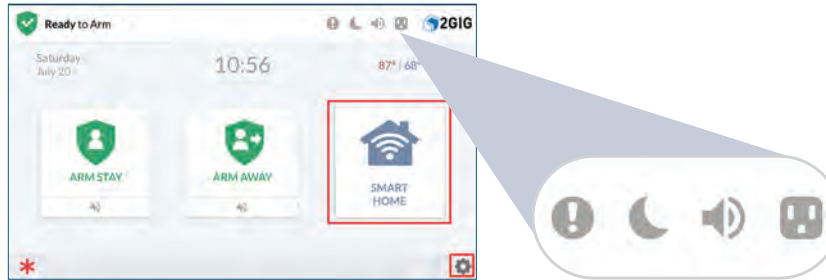 Ready to Arm
2GIG
Saturday
July 20
10:56
87° | 68°
ARM STAY
ARM AWAY
SMART
HOME